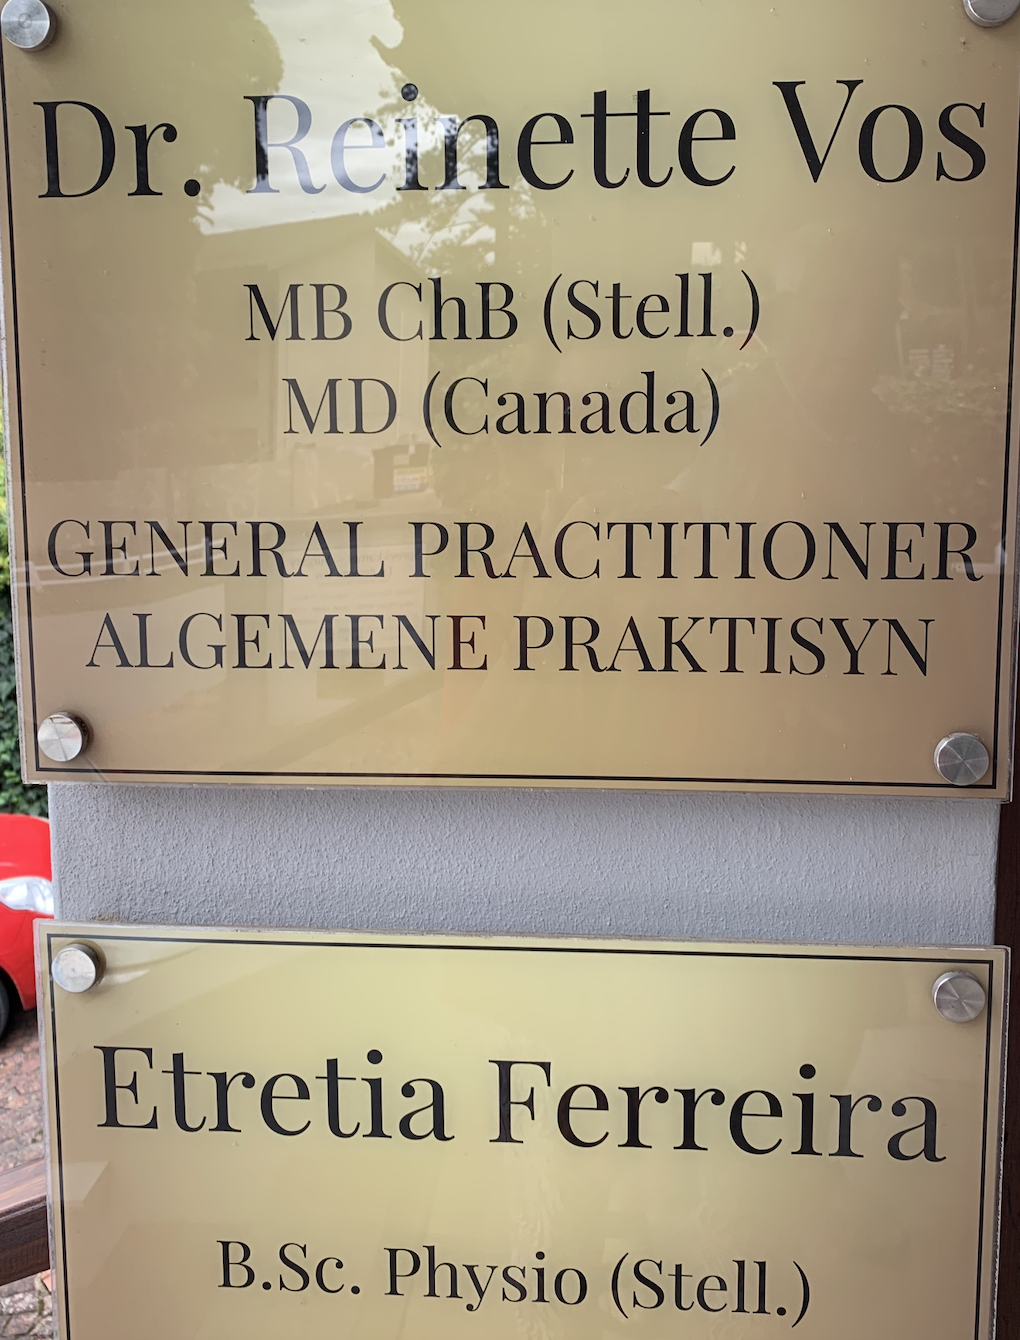 Dr. Reinette Vos
MB ChB (Stell.)
MD (Canada)
GENERAL PRACTITIONER
ALGEMENE PRAKTISYN
Etretia Ferreira
B.Sc. Physio (Stell.)